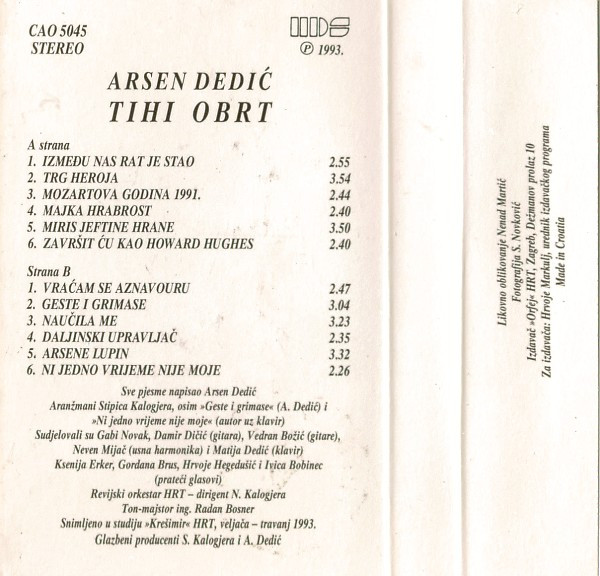 CAO 5045
STEREO
MDS
Ⓟ 1993.
ARSEN DEDIĆ
TIHI OBRT
A strana
1. IZMEĐU NAS RAT JE STAO 2.55
2. TRG HEROJA 3.54
3. MOZARTOVA GODINA 1991. 2.44
4. MAJKA HRABROST 2.40
5. MIRIS JEFTINE HRANE 3.50
6. ZAVRŠIT ĆU KAO HOWARD HUGHES 2.40
Strana B
1. VRAĆAM SE AZNAVOURU 2.47
2. GESTE I GRIMASE 3.04
3. NAUČILA ME 3.23
4. DALJINSKI UPRAVLJAČ 2.35
5. ARSENE LUPIN 3.32
6. NI JEDNO VRIJEME NIJE MOJE 2.26
Sve pjesme napisao Arsen Dedić
Aranžmani Stipica Kalogjera, osim »Geste i grimase« (A. Dedić) i
»Ni jedno vrijeme nije moje« (autor uz klavir)
Sudjelovali su Gabi Novak, Damir Dičić (gitara), Vedran Božić (gitare),
Neven Mijač (usna harmonika) i Matija Dedić (klavir)
Ksenija Erker, Gordana Brus, Hrvoje Hegedušić i Ivica Bobinec
(prateći glasovi)
Revijski orkestar HRT – dirigent N. Kalogjera
Ton-majstor ing. Radan Bosner
Snimljeno u studiju »Krešimir« HRT, veljača – travanj 1993.
Glazbeni producenti S. Kalogjera i A. Dedić
Likovno oblikovanje Nenad Martić
Fotografija S. Novković
Izdavač »Orfej« HRT, Zagreb, Dežmanov prolaz 10
Za izdavača: Hrvoje Markulj, urednik izdavačkog programa
Made in Croatia